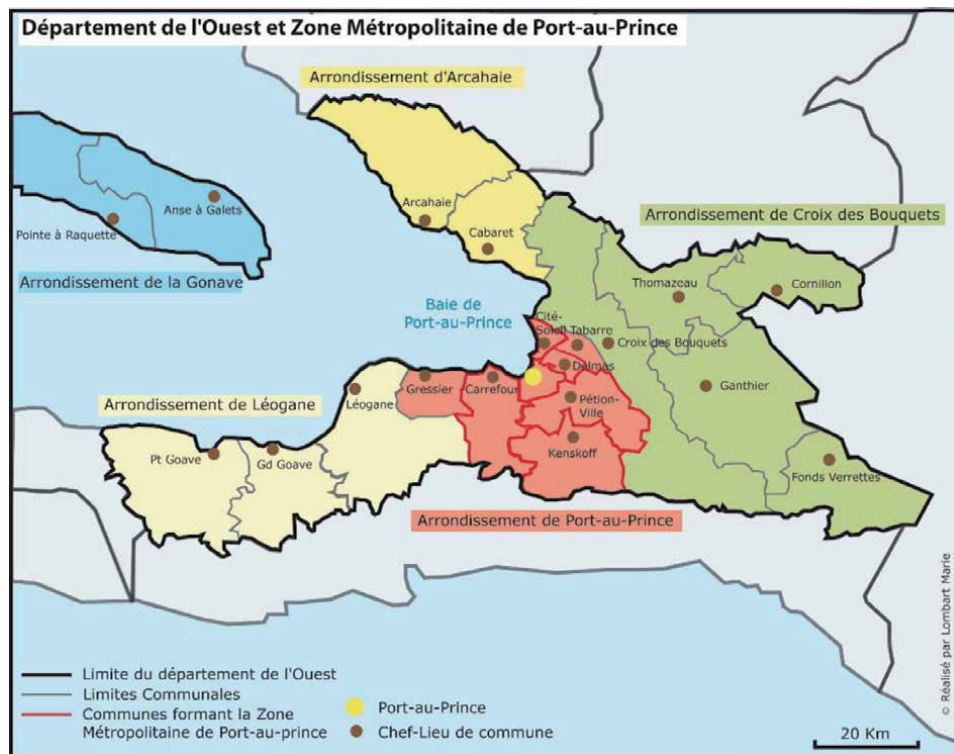 Département de l'Ouest et Zone Métropolitaine de Port-au-Prince
Arrondissement d'Arcahaie
Arcahaie
Cabaret
Anse à Galets
Pointe à Raquette
Arrondissement de la Gonave
Arrondissement de Croix des Bouquets
Thomazeau
Cornillon
Baie de
Port-au-Prince
Cité-
Soleil
Tabarre
Croix des Bouquets
Delmas
Ganthier
Gressier
Carrefour
Pétion-
Ville
Léogane
Arrondissement de Léogane
Pt Goave
Gd Goave
Kenskoff
Fonds Verrettes
Arrondissement de Port-au-Prince
Limite du département de l'Ouest
Limites Communales
Communes formant la Zone
Métropolitaine de Port-au-prince
Port-au-Prince
Chef-Lieu de commune
20 Km
© Réalisé par Lombart Marie